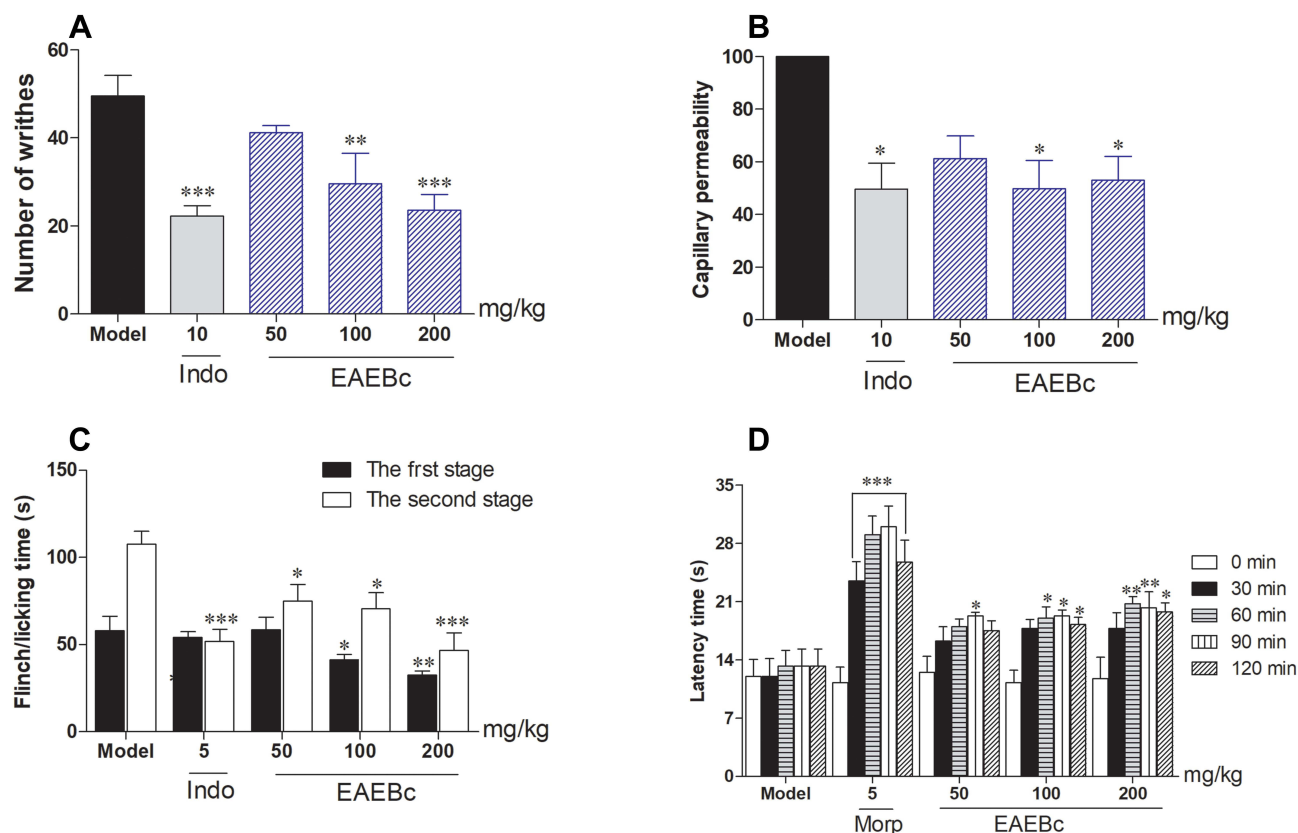 A
Number of writhes
60
40
20
0
***
**
***
Model 10 50 100 200 mg/kg
Indo EAEBc
B
Capillary permeability
100
80
60
40
20
0
*
*
*
Model 10 50 100 200 mg/kg
Indo EAEBc
C
Flinch/licking time (s)
150
100
50
0
The frst stage
The second stage
*
***
*
*
*
**
***
Model 5 50 100 200 mg/kg
Indo EAEBc
D
Latency time (s)
35
28
21
14
7
0
***
*
*
*
*
**
**
*
0 min
30 min
60 min
90 min
120 min
Model 5 50 100 200 mg/kg
Morp EAEBc